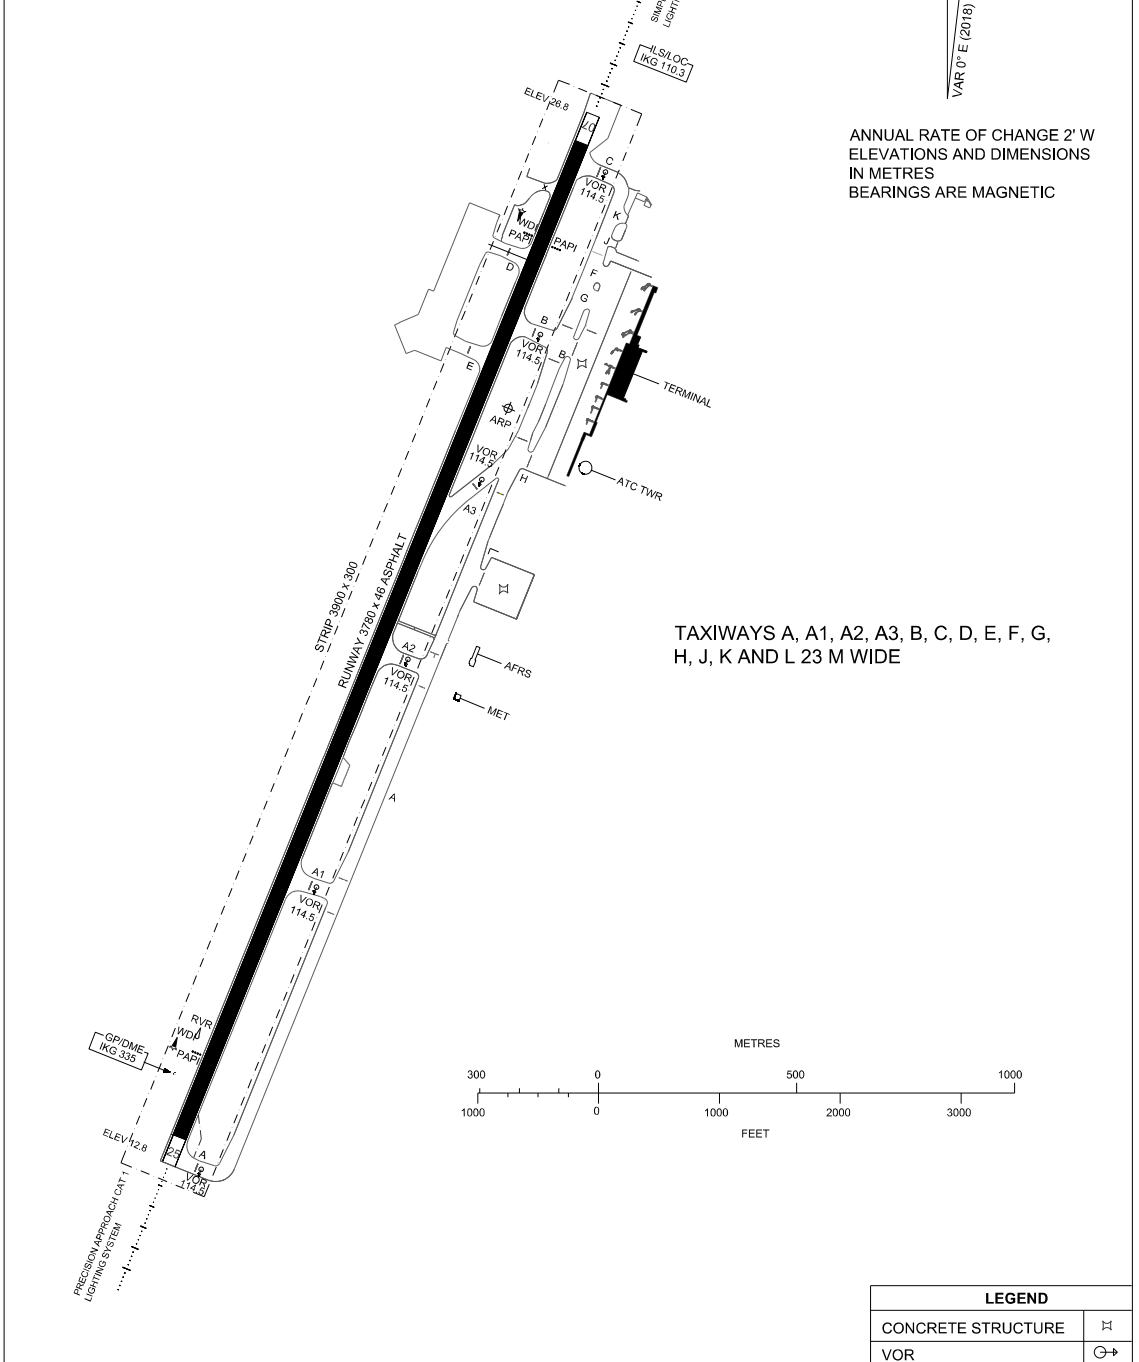 SIMP
LIGHTI
VAR 0° E (2018)
ILS/LOC
IKG 110.3
ELEV 26.8
ANNUAL RATE OF CHANGE 2' W
ELEVATIONS AND DIMENSIONS
IN METRES
BEARINGS ARE MAGNETIC
07
C
VOR
114.5
K
WDI
PAPI
PAPI
J
D
F
G
B
VOR
114.5
B
E
TERMINAL
ARP
VOR
114.5
H
ATC TWR
A3
L
STRIP 3900 x 300
RUNWAY 3780 x 46 ASPHALT
TAXIWAYS A, A1, A2, A3, B, C, D, E, F, G,
H, J, K AND L 23 M WIDE
A2
VOR
114.5
AFRS
MET
A
A1
VOR
114.5
RVR
WDI
PAPI
GP/DME
IKG 335
METRES
300 0 500 1000
1000 0 1000 2000 3000
FEET
ELEV 12.8
25
A
VOR
114.5
PRECISION APPROACH CAT 1
LIGHTING SYSTEM
LEGEND
CONCRETE STRUCTURE
VOR